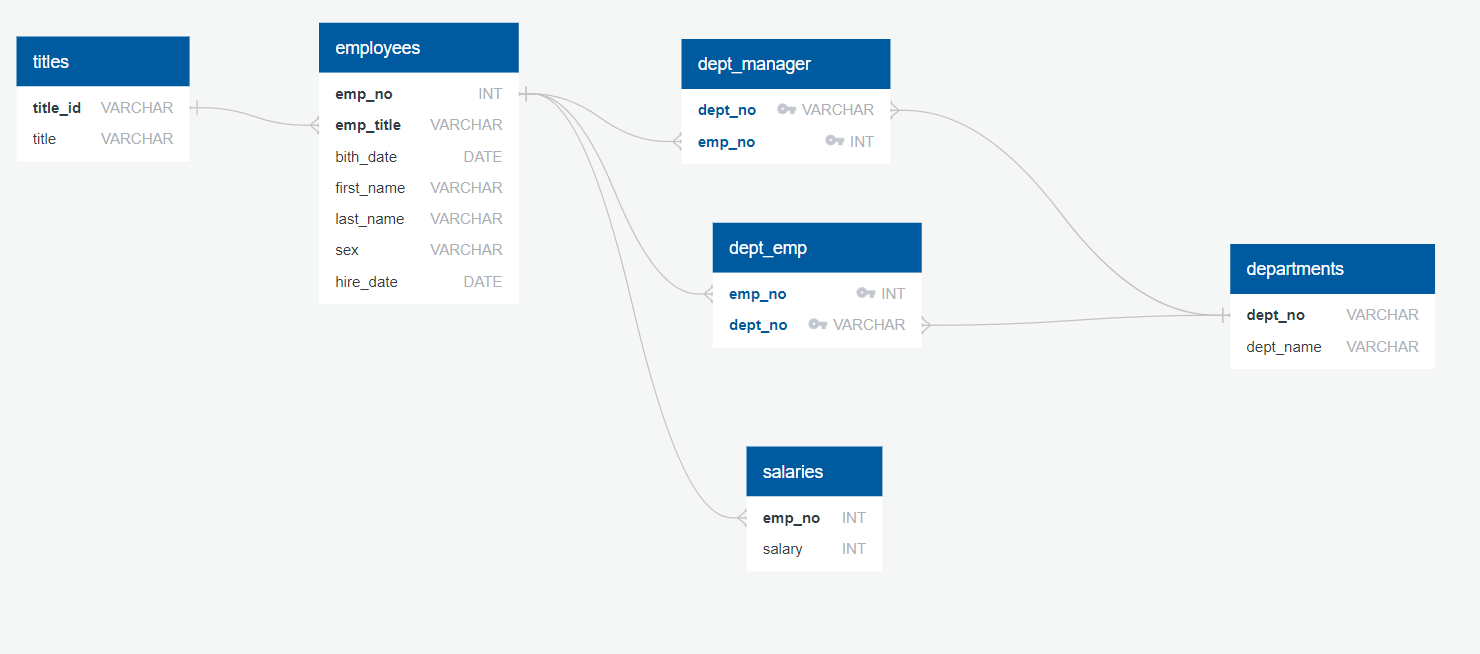 titles
title_id VARCHAR
title VARCHAR
employees
emp_no INT
emp_title VARCHAR
bith_date DATE
first_name VARCHAR
last_name VARCHAR
sex VARCHAR
hire_date DATE
dept_manager
dept_no VARCHAR
emp_no INT
dept_emp
emp_no INT
dept_no VARCHAR
salaries
emp_no INT
salary INT
departments
dept_no VARCHAR
dept_name VARCHAR